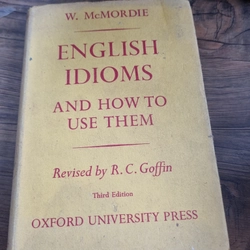 W. McMORDIE
ENGLISH
IDIOMS
AND HOW TO
USE THEM
Revised by R. C. Goffin
Third Edition
OXFORD UNIVERSITY PRESS